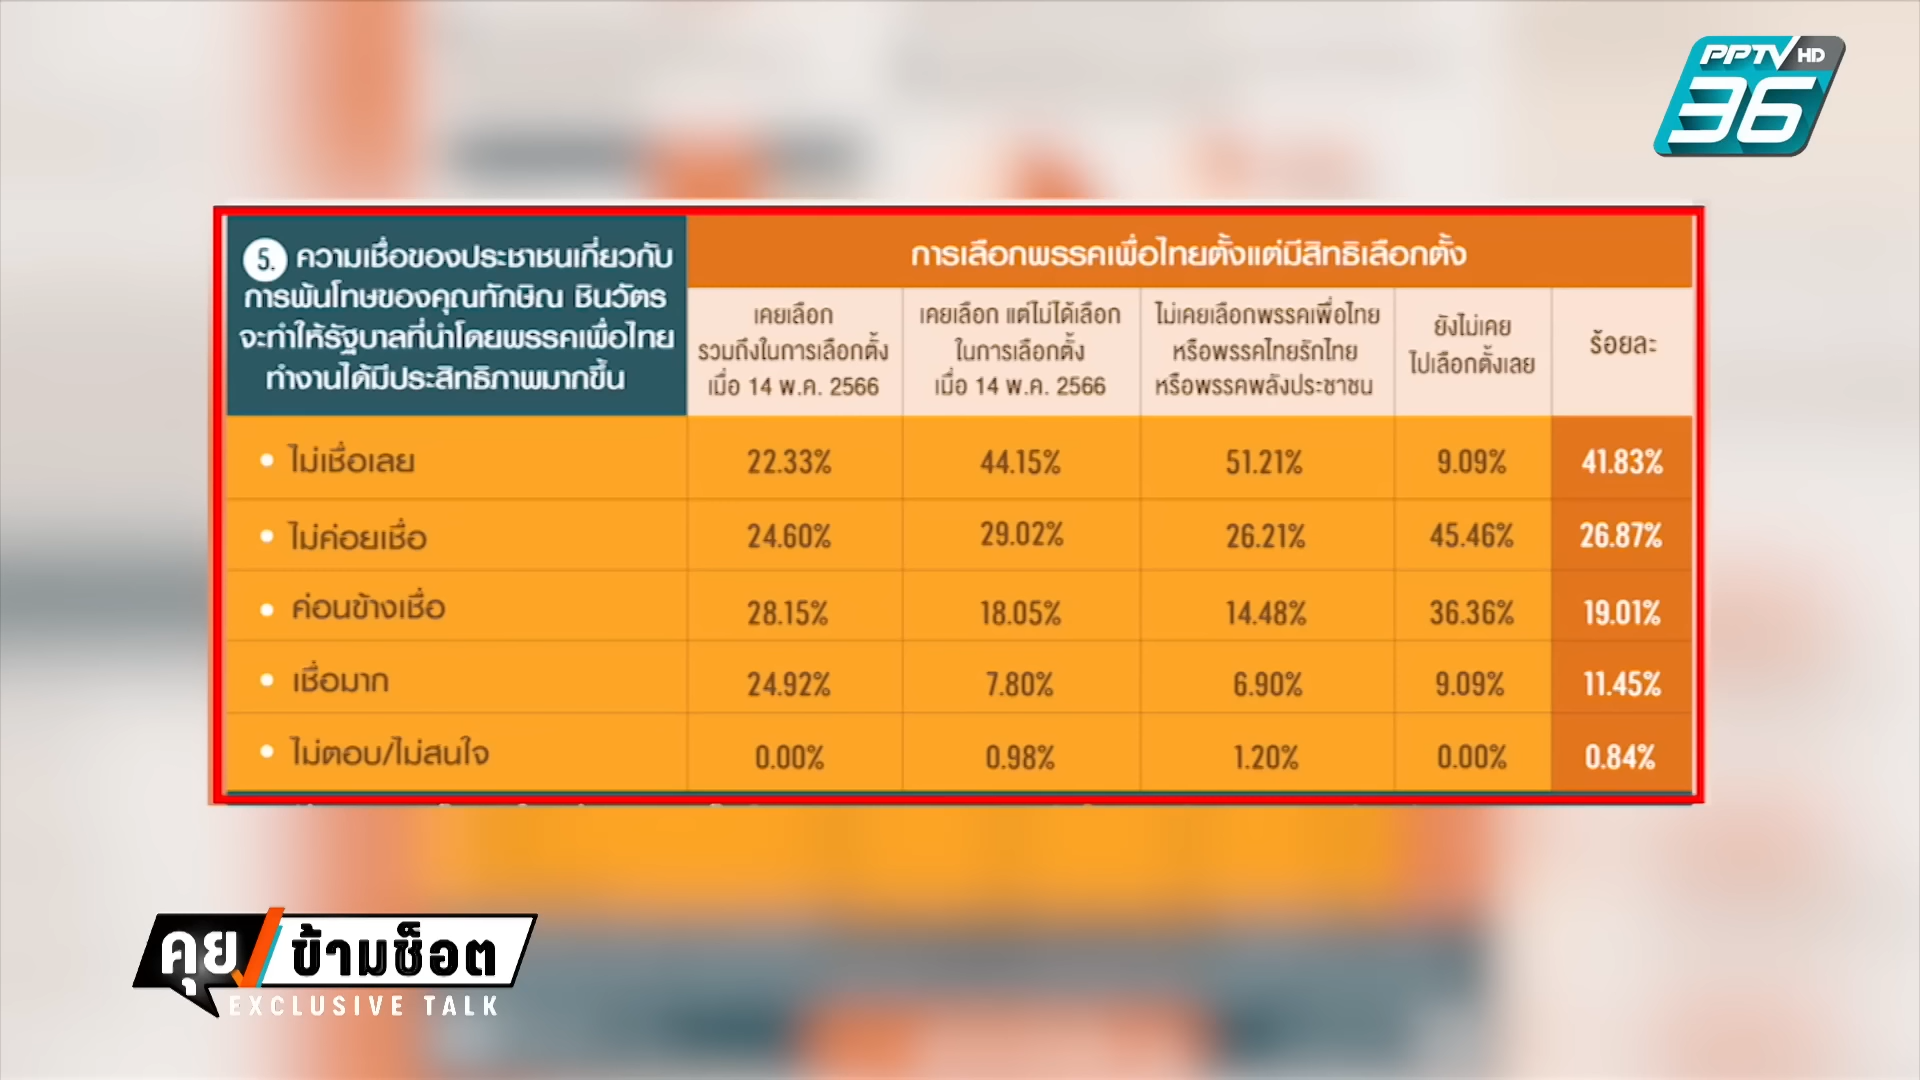 PPTV HD
36
5. ความเชื่อของประชาชนเกี่ยวกับ
การพ้นโทษของคุณทักษิณ ชินวัตร
จะทำให้รัฐบาลที่นำโดยพรรคเพื่อไทย
ทำงานได้มีประสิทธิภาพมากขึ้น
การเลือกพรรคเพื่อไทยตั้งแต่มีสิทธิเลือกตั้ง
เคยเลือก
รวมถึงในการเลือกตั้ง
เมื่อ 14 พ.ค. 2566
เคยเลือก แต่ไม่ได้เลือก
ในการเลือกตั้ง
เมื่อ 14 พ.ค. 2566
ไม่เคยเลือกพรรคเพื่อไทย
หรือพรรคไทยรักไทย
หรือพรรคพลังประชาชน
ยังไม่เคย
ไปเลือกตั้งเลย
ร้อยละ
ไม่เชื่อเลย 22.33% 44.15% 51.21% 9.09% 41.83%
ไม่ค่อยเชื่อ 24.60% 29.02% 26.21% 45.46% 26.87%
ค่อนข้างเชื่อ 28.15% 18.05% 14.48% 36.36% 19.01%
เชื่อมาก 24.92% 7.80% 6.90% 9.09% 11.45%
ไม่ตอบ/ไม่สนใจ 0.00% 0.98% 1.20% 0.00% 0.84%
คุยข้ามช็อต
EXCLUSIVE TALK